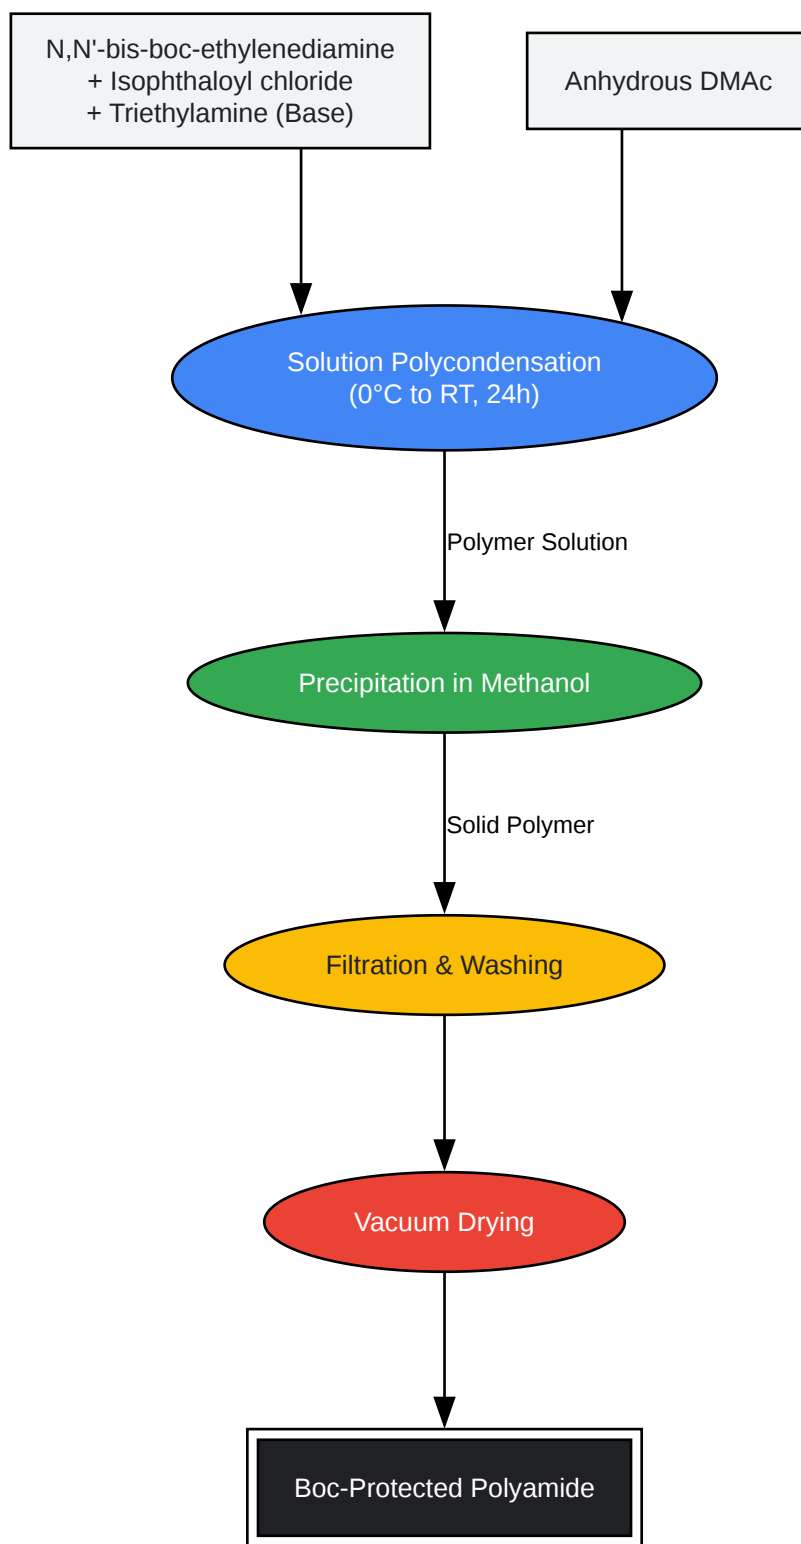 N,N'-bis-boc-ethylenediamine
+ Isophthaloyl chloride
+ Triethylamine (Base)
Anhydrous DMAc
Solution Polycondensation
(0°C to RT, 24h)
Polymer Solution
Precipitation in Methanol
Solid Polymer
Filtration & Washing
Vacuum Drying
Boc-Protected Polyamide